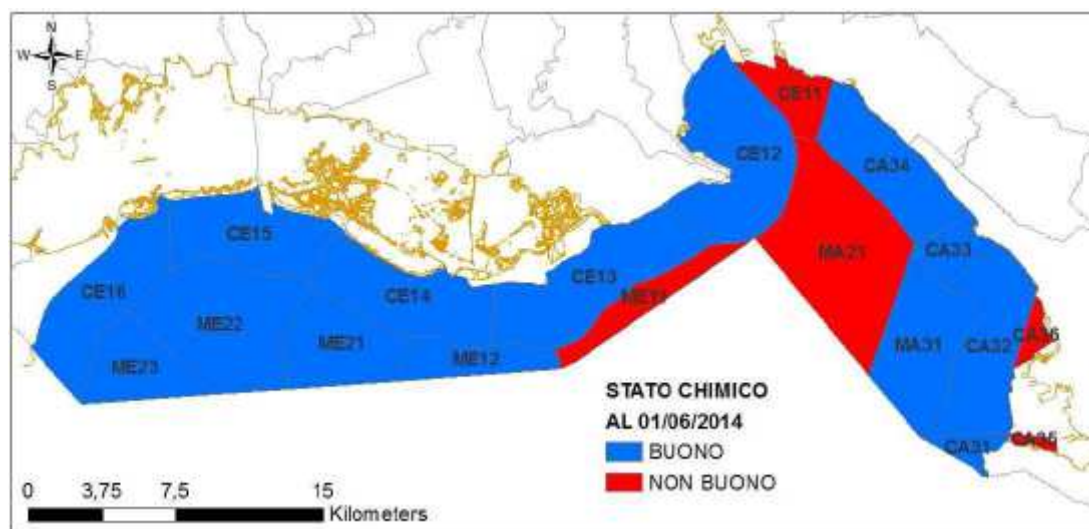 N
W E
S
CE11
CE12
CA34
CE15
MA21
CA33
CE13
CE16
CE14
ME11
ME22
ME21
MA31
CA32
CA36
ME23
ME12
STATO CHIMICO
AL 01/06/2014
BUONO
CA31
CA35
NON BUONO
0 3,75 7,5 15
Kilometers